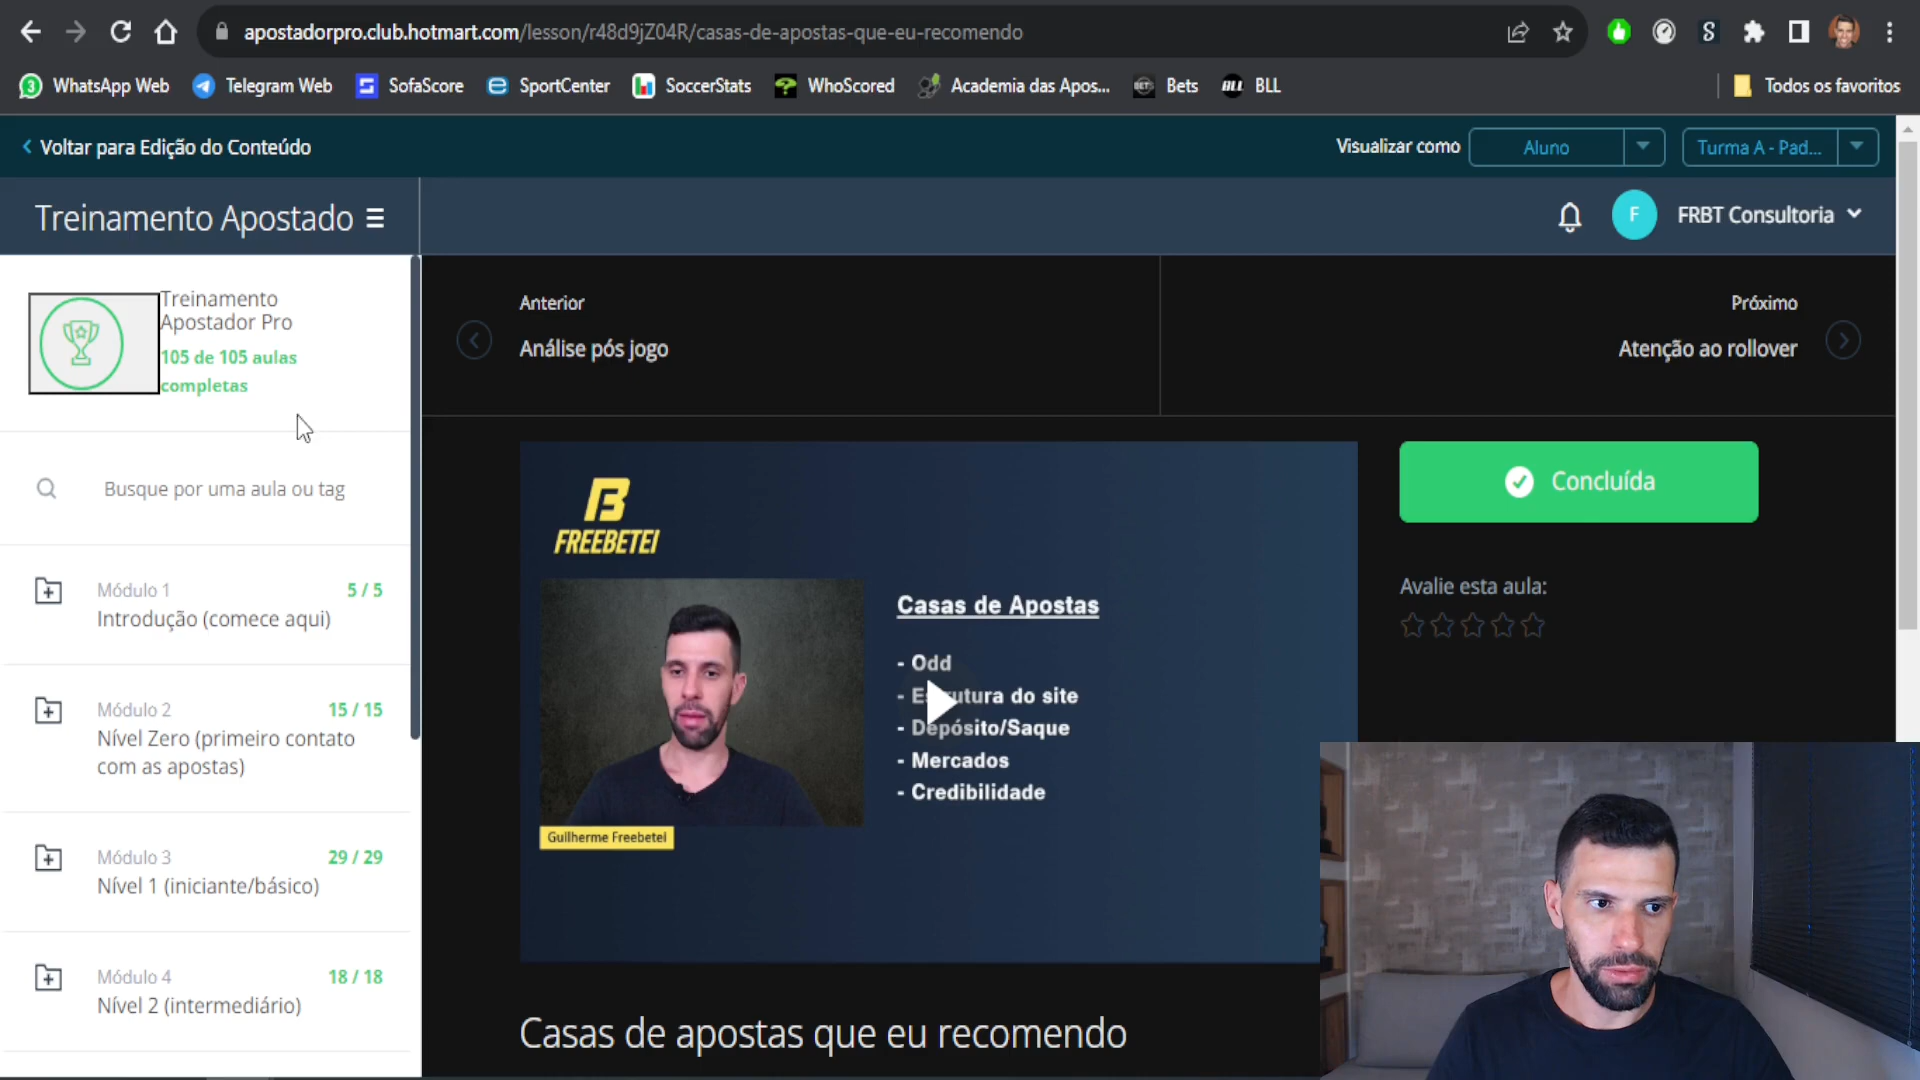 apostadorpro.club.hotmart.com/lesson/r48d9jZ04R/casas-de-apostas-que-eu-recomendo
3 WhatsApp Web
Telegram Web
SofaScore
SportCenter
SoccerStats
WhoScored
Academia das Apos...
Bets
BLL BLL
Todos os favoritos
Voltar para Edição do Conteúdo
Visualizar como
Aluno
Turma A - Pad...
Treinamento Apostado
F
FRBT Consultoria
Treinamento
Apostador Pro
105 de 105 aulas
completas
Busque por uma aula ou tag
Módulo 1
5 / 5
Introdução (comece aqui)
Módulo 2
15 / 15
Nível Zero (primeiro contato
com as apostas)
Módulo 3
29 / 29
Nível 1 (iniciante/básico)
Módulo 4
18 / 18
Nível 2 (intermediário)
Anterior
Análise pós jogo
Próximo
Atenção ao rollover
FREEBETEI
Casas de Apostas
- Odd
- Estrutura do site
- Depósito/Saque
- Mercados
- Credibilidade
Guilherme Freebetei
Concluída
Avalie esta aula:
Casas de apostas que eu recomendo